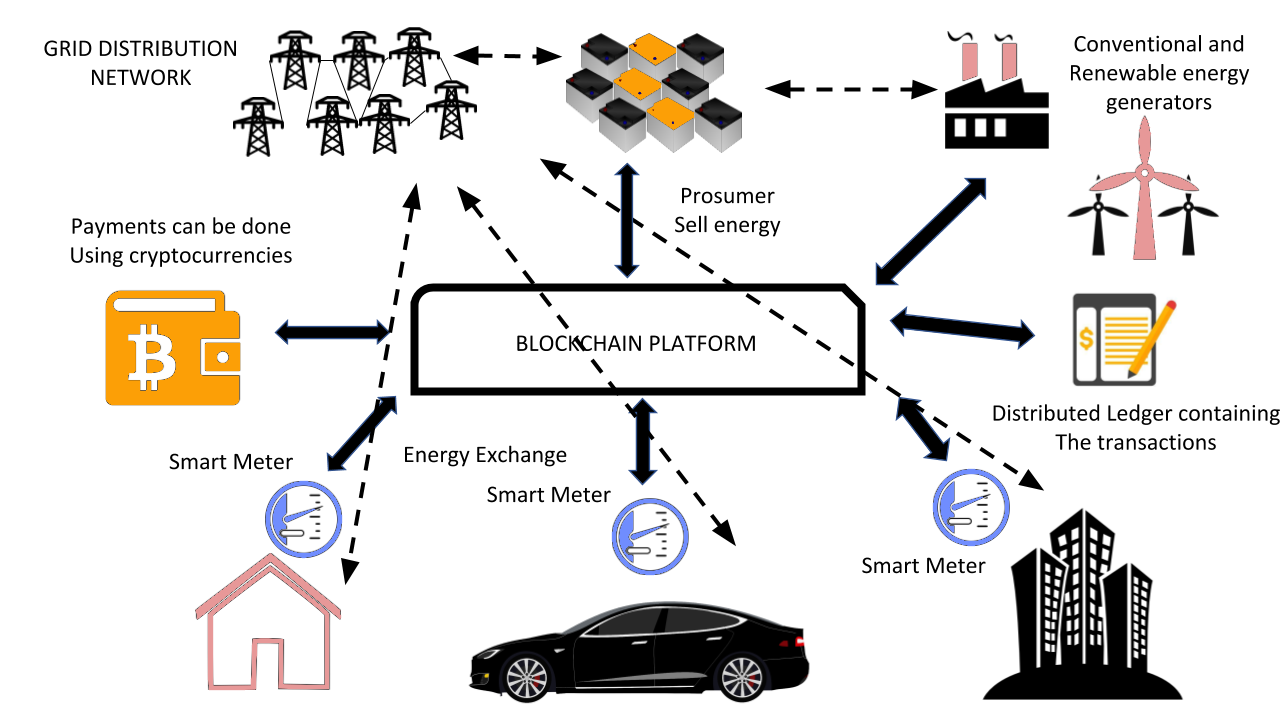 GRID DISTRIBUTION
NETWORK
Conventional and
Renewable energy
generators
Prosumer
Sell energy
Payments can be done
Using cryptocurrencies
₿
BLOCKCHAIN PLATFORM
$
Distributed Ledger containing
The transactions
Smart Meter
Energy Exchange
Smart Meter
Smart Meter